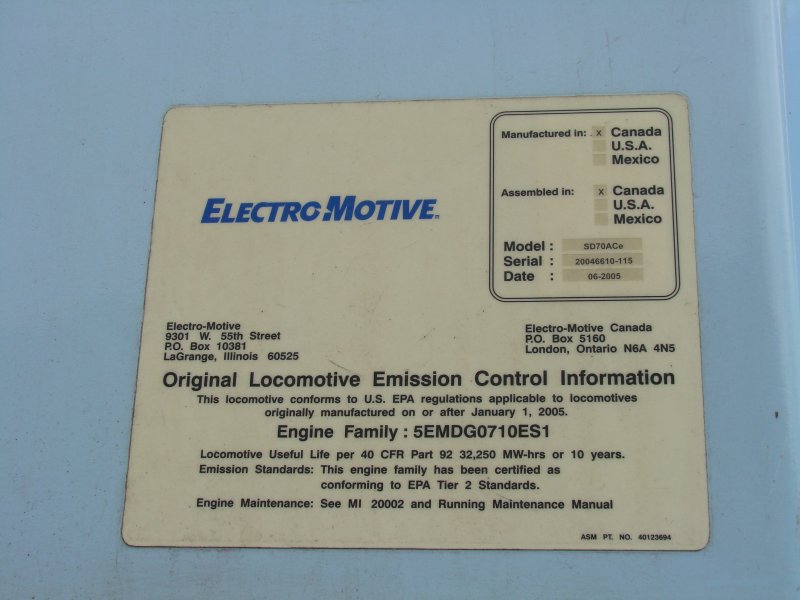 ELECTRO-MOTIVE
Manufactured in: x Canada
U.S.A.
Mexico
Assembled in: x Canada
U.S.A.
Mexico
Model : SD70ACe
Serial : 20046610-115
Date : 06-2005
Electro-Motive
9301 W. 55th Street
P.O. Box 10381
LaGrange, Illinois 60525
Electro-Motive Canada
P.O. Box 5160
London, Ontario N6A 4N5
Original Locomotive Emission Control Information
This locomotive conforms to U.S. EPA regulations applicable to locomotives
originally manufactured on or after January 1, 2005.
Engine Family : 5EMDG0710ES1
Locomotive Useful Life per 40 CFR Part 92 32,250 MW-hrs or 10 years.
Emission Standards: This engine family has been certified as
conforming to EPA Tier 2 Standards.
Engine Maintenance: See MI 20002 and Running Maintenance Manual
ASM PT. NO. 40123694